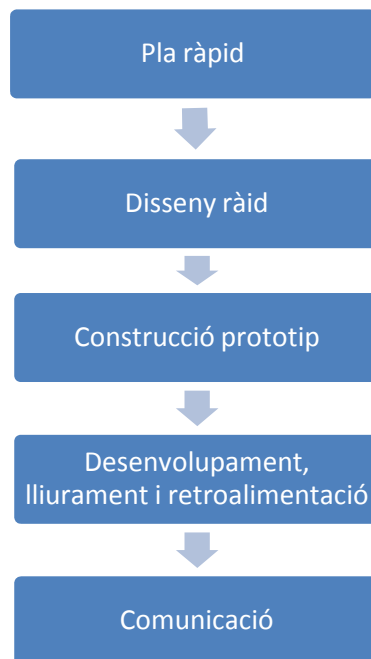 Pla ràpid
Disseny ràid
Construcció prototip
Desenvolupament,
lliurament i retroalimentació
Comunicació